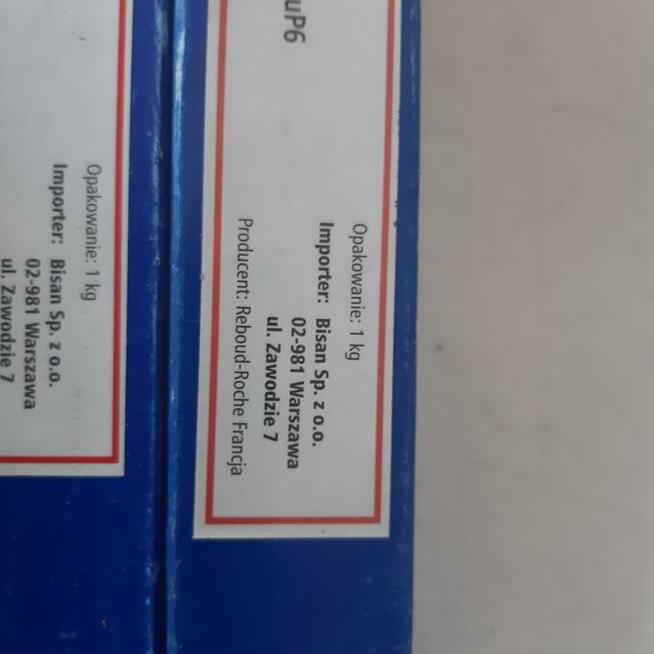 uP6
Opakowanie: 1 kg
Importer: Bisan Sp. z o.o.
02-981 Warszawa
ul. Zawodzie 7
Producent: Reboud-Roche Francja
Opakowanie: 1 kg
Importer: Bisan Sp. z o.o.
02-981 Warszawa
ul. Zawodzie 7